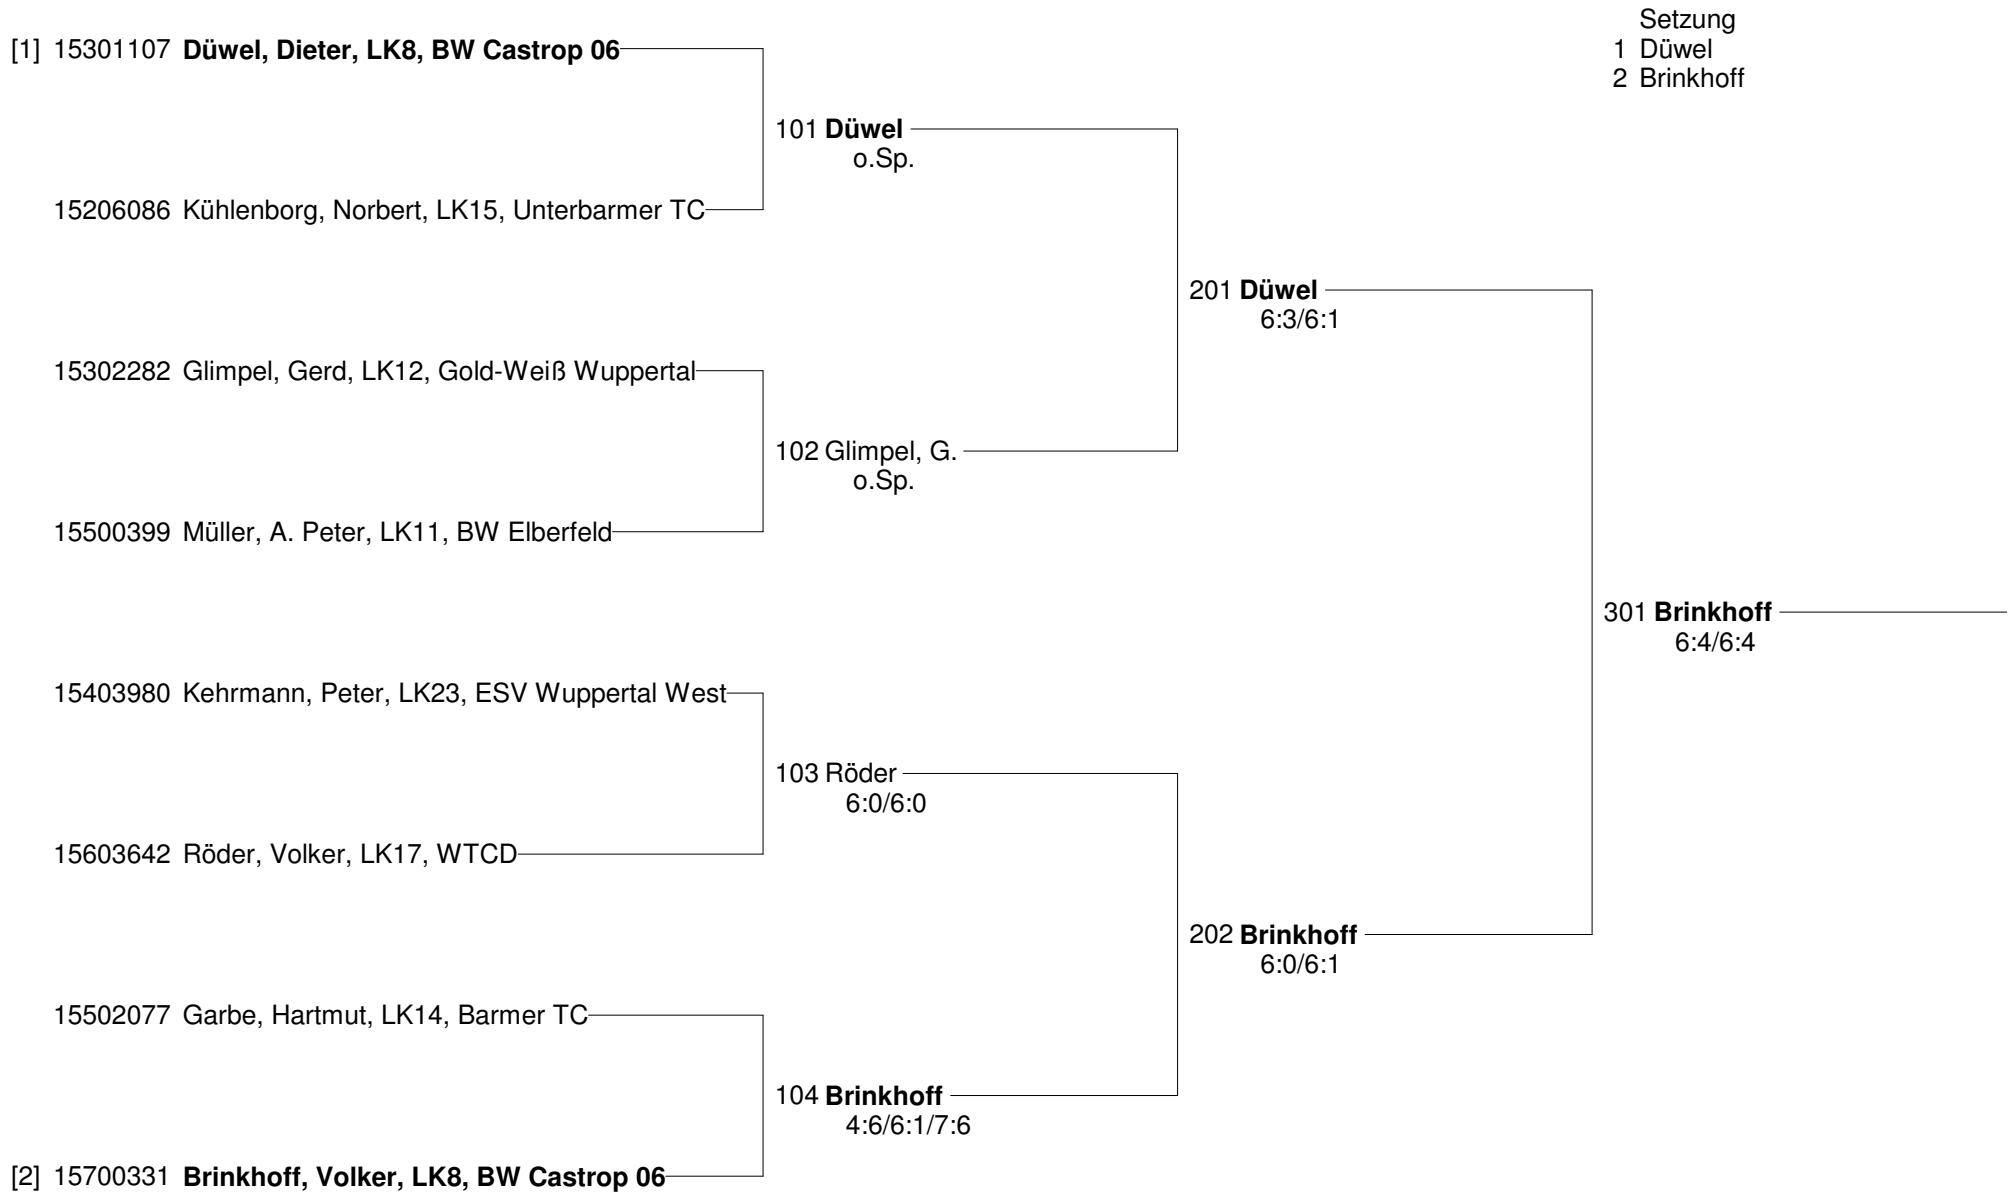 Setzung
1 Düwel
2 Brinkhoff
[1] 15301107 Düwel, Dieter, LK8, BW Castrop 06
101 Düwel
o.Sp.
15206086 Kühlenborg, Norbert, LK15, Unterbarmer TC
201 Düwel
6:3/6:1
15302282 Glimpel, Gerd, LK12, Gold-Weiß Wuppertal
102 Glimpel, G.
o.Sp.
15500399 Müller, A. Peter, LK11, BW Elberfeld
301 Brinkhoff
6:4/6:4
15403980 Kehrmann, Peter, LK23, ESV Wuppertal West
103 Röder
6:0/6:0
15603642 Röder, Volker, LK17, WTCD
202 Brinkhoff
6:0/6:1
15502077 Garbe, Hartmut, LK14, Barmer TC
104 Brinkhoff
4:6/6:1/7:6
[2] 15700331 Brinkhoff, Volker, LK8, BW Castrop 06